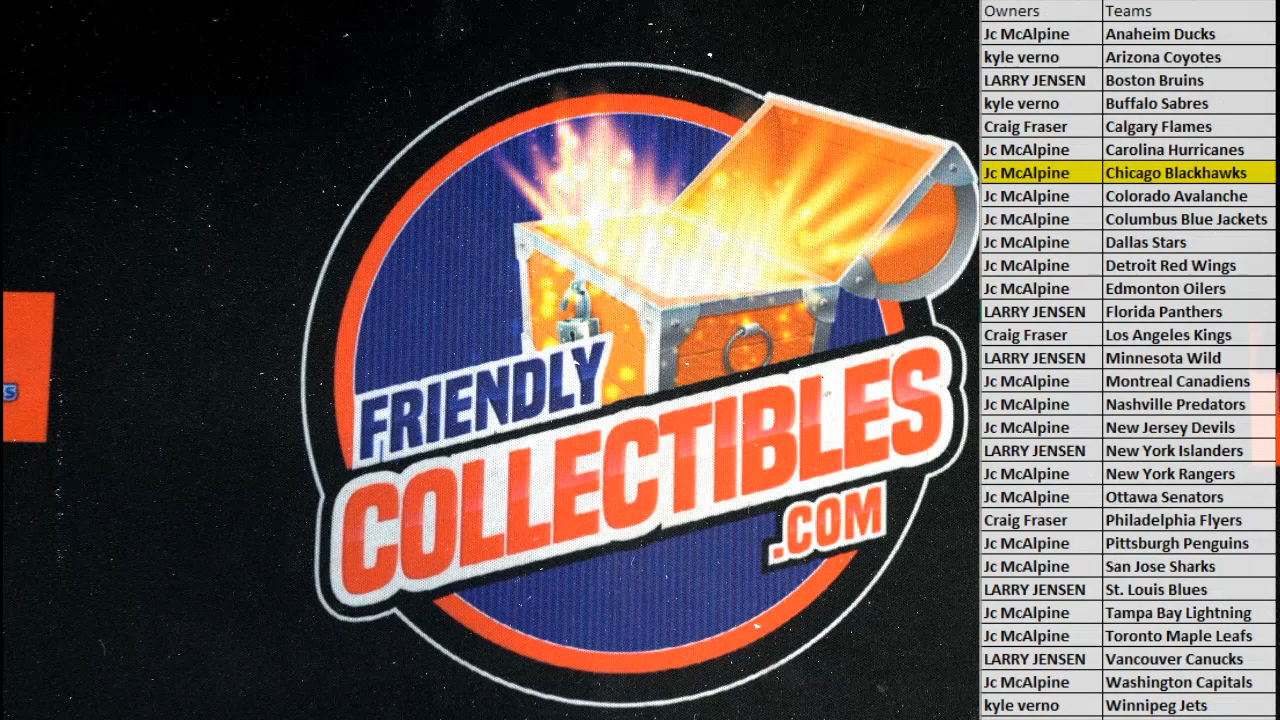 FRIENDLY
COLLECTIBLES
.COM
s
Owners Teams
Jc McAlpine Anaheim Ducks
kyle verno Arizona Coyotes
LARRY JENSEN Boston Bruins
kyle verno Buffalo Sabres
Craig Fraser Calgary Flames
Jc McAlpine Carolina Hurricanes
Jc McAlpine Chicago Blackhawks
Jc McAlpine Colorado Avalanche
Jc McAlpine Columbus Blue Jackets
Jc McAlpine Dallas Stars
Jc McAlpine Detroit Red Wings
Jc McAlpine Edmonton Oilers
LARRY JENSEN Florida Panthers
Craig Fraser Los Angeles Kings
LARRY JENSEN Minnesota Wild
Jc McAlpine Montreal Canadiens
Jc McAlpine Nashville Predators
Jc McAlpine New Jersey Devils
LARRY JENSEN New York Islanders
Jc McAlpine New York Rangers
Jc McAlpine Ottawa Senators
Craig Fraser Philadelphia Flyers
Jc McAlpine Pittsburgh Penguins
Jc McAlpine San Jose Sharks
LARRY JENSEN St. Louis Blues
Jc McAlpine Tampa Bay Lightning
Jc McAlpine Toronto Maple Leafs
LARRY JENSEN Vancouver Canucks
Jc McAlpine Washington Capitals
kyle verno Winnipeg Jets